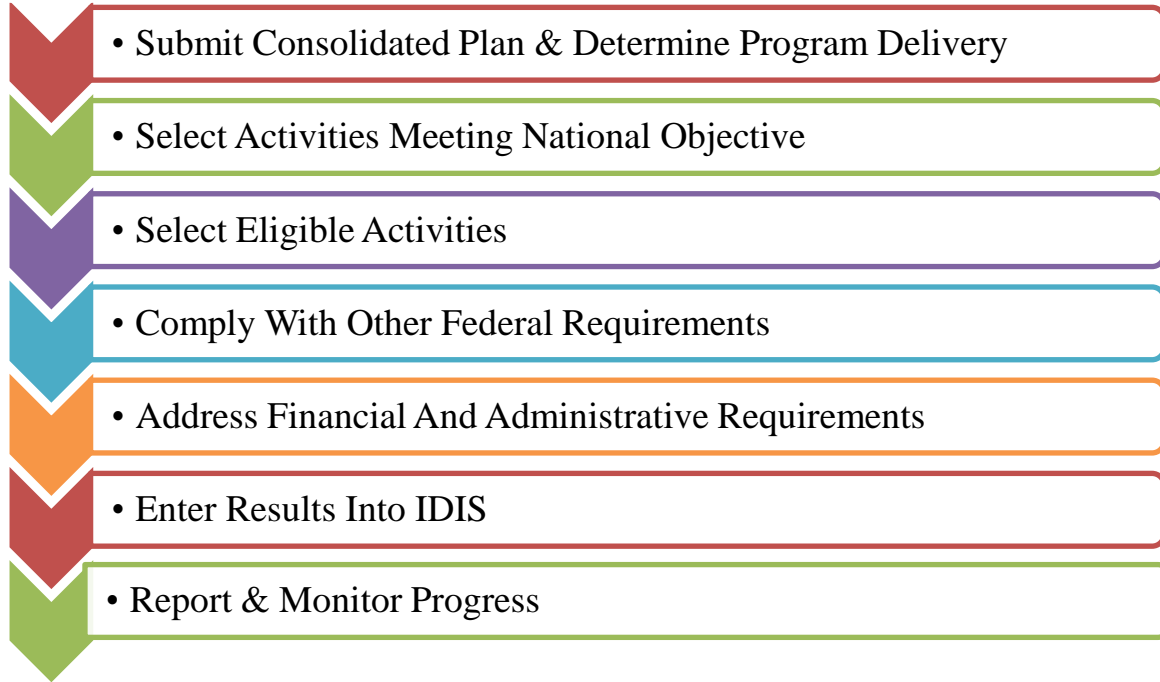 • Submit Consolidated Plan & Determine Program Delivery
• Select Activities Meeting National Objective
• Select Eligible Activities
• Comply With Other Federal Requirements
• Address Financial And Administrative Requirements
• Enter Results Into IDIS
• Report & Monitor Progress